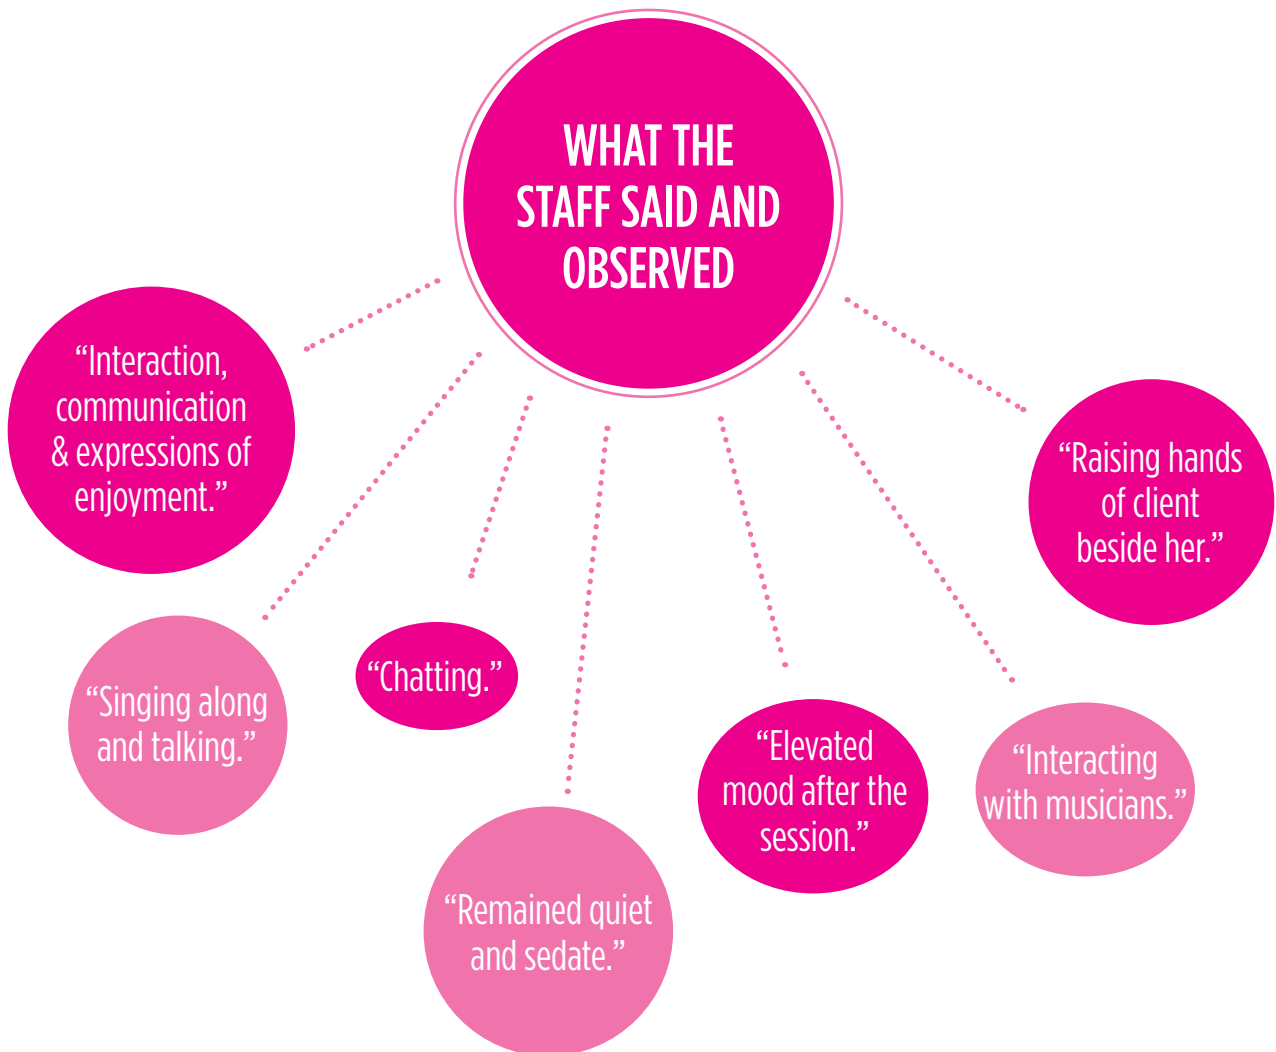 WHAT THE
STAFF SAID AND
OBSERVED
“Interaction,
communication
& expressions of
enjoyment.”
“Raising hands
of client
beside her.”
“Singing along
and talking.”
“Chatting.”
“Elevated
mood after the
session.”
“Interacting
with musicians.”
“Remained quiet
and sedate.”